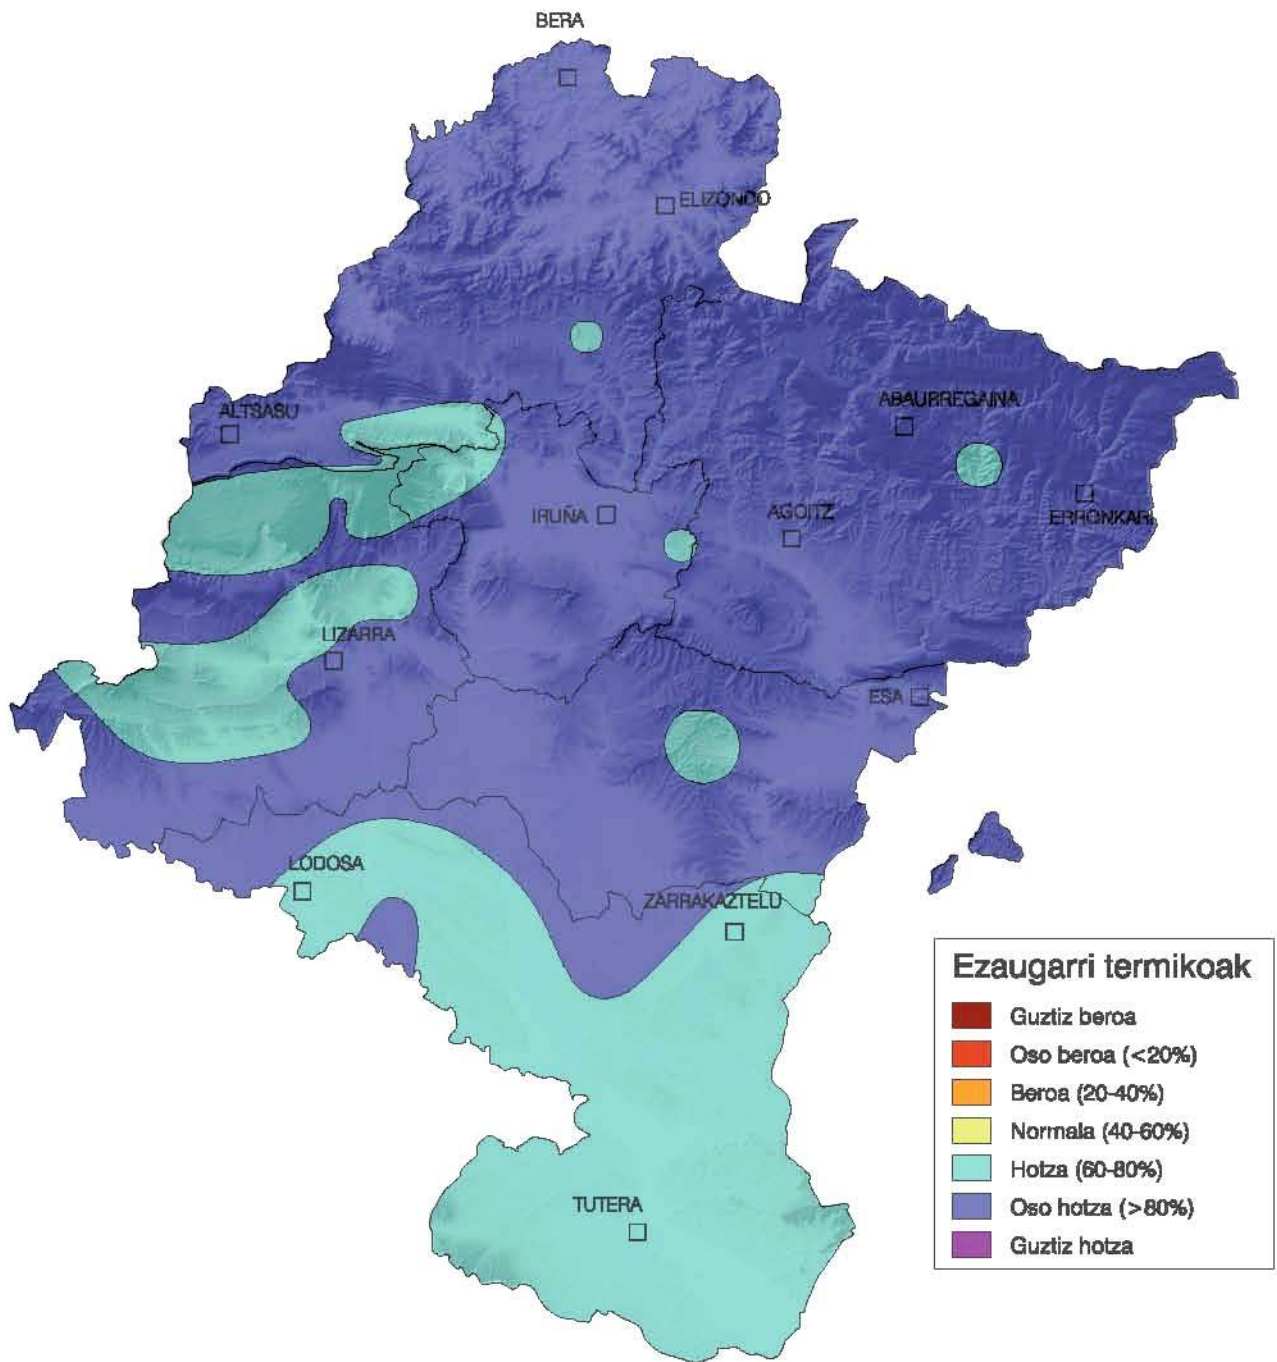 BERA
ELIZONDO
ABAURREGAINA
ALTSASU
IRUÑA
AGOITZ
ERRONKARI
LIZARRA
ESA
LODOSA
ZARRAKAZTELU
TUTERA
Ezaugarri termikoak
Guztiz beroa
Oso beroa (<20%)
Beroa (20-40%)
Normala (40-60%)
Hotza (60-80%)
Oso hotza (>80%)
Guztiz hotza